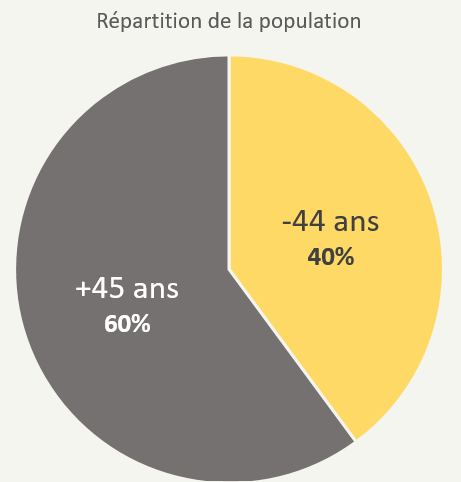 Répartition de la population
-44 ans
40%
+45 ans
60%